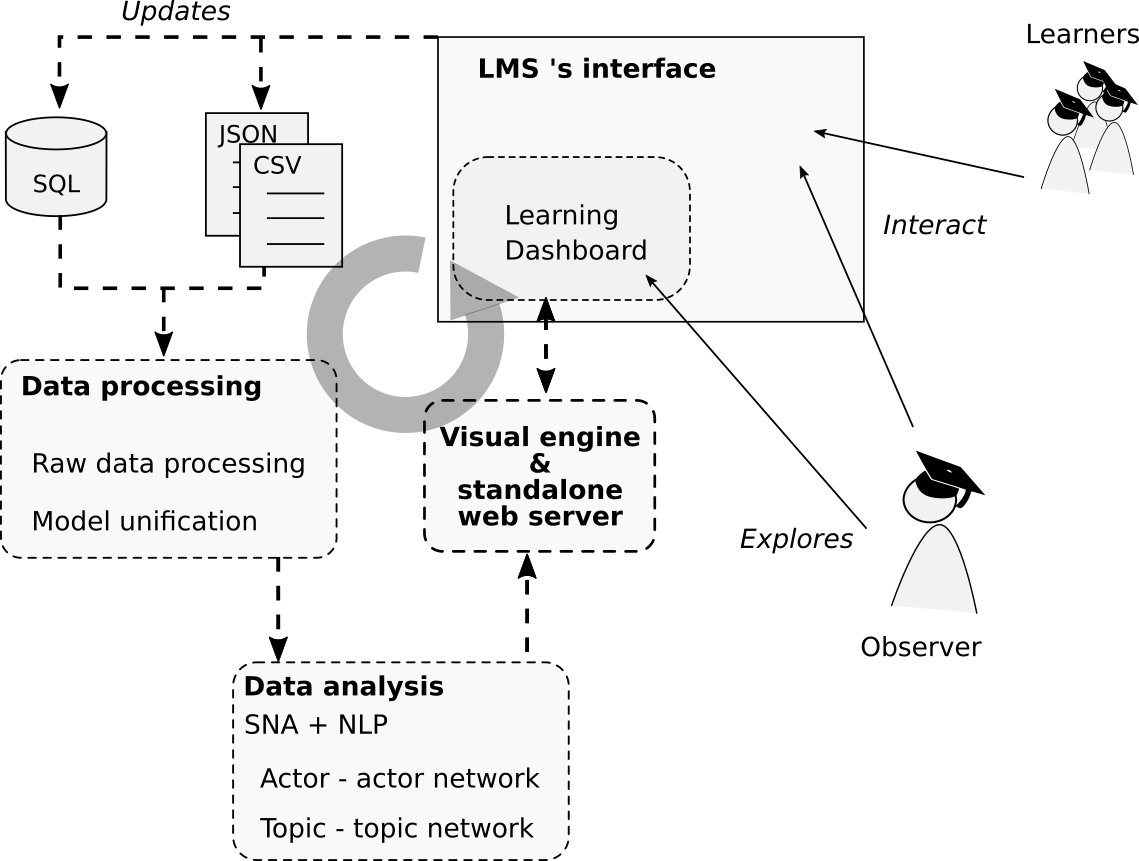 Updates
Learners
LMS 's interface
JSON
CSV
SQL
Learning
Dashboard
Interact
Data processing
Raw data processing
Model unification
Visual engine
&
standalone
web server
Explores
Observer
Data analysis
SNA + NLP
Actor - actor network
Topic - topic network